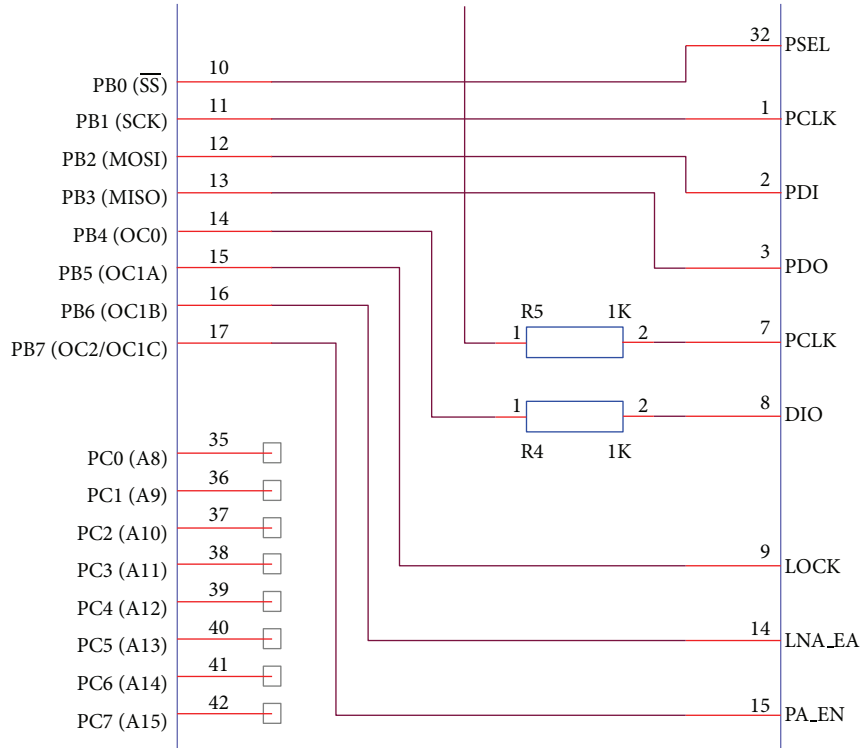 PB0 (SS) 10
PB1 (SCK) 11
PB2 (MOSI) 12
PB3 (MISO) 13
PB4 (OC0) 14
PB5 (OC1A) 15
PB6 (OC1B) 16
PB7 (OC2/OC1C) 17
PC0 (A8) 35
PC1 (A9) 36
PC2 (A10) 37
PC3 (A11) 38
PC4 (A12) 39
PC5 (A13) 40
PC6 (A14) 41
PC7 (A15) 42
R5 1K
1 2
1 2
R4 1K
32 PSEL
1 PCLK
2 PDI
3 PDO
7 PCLK
8 DIO
9 LOCK
14 LNA_EA
15 PA_EN